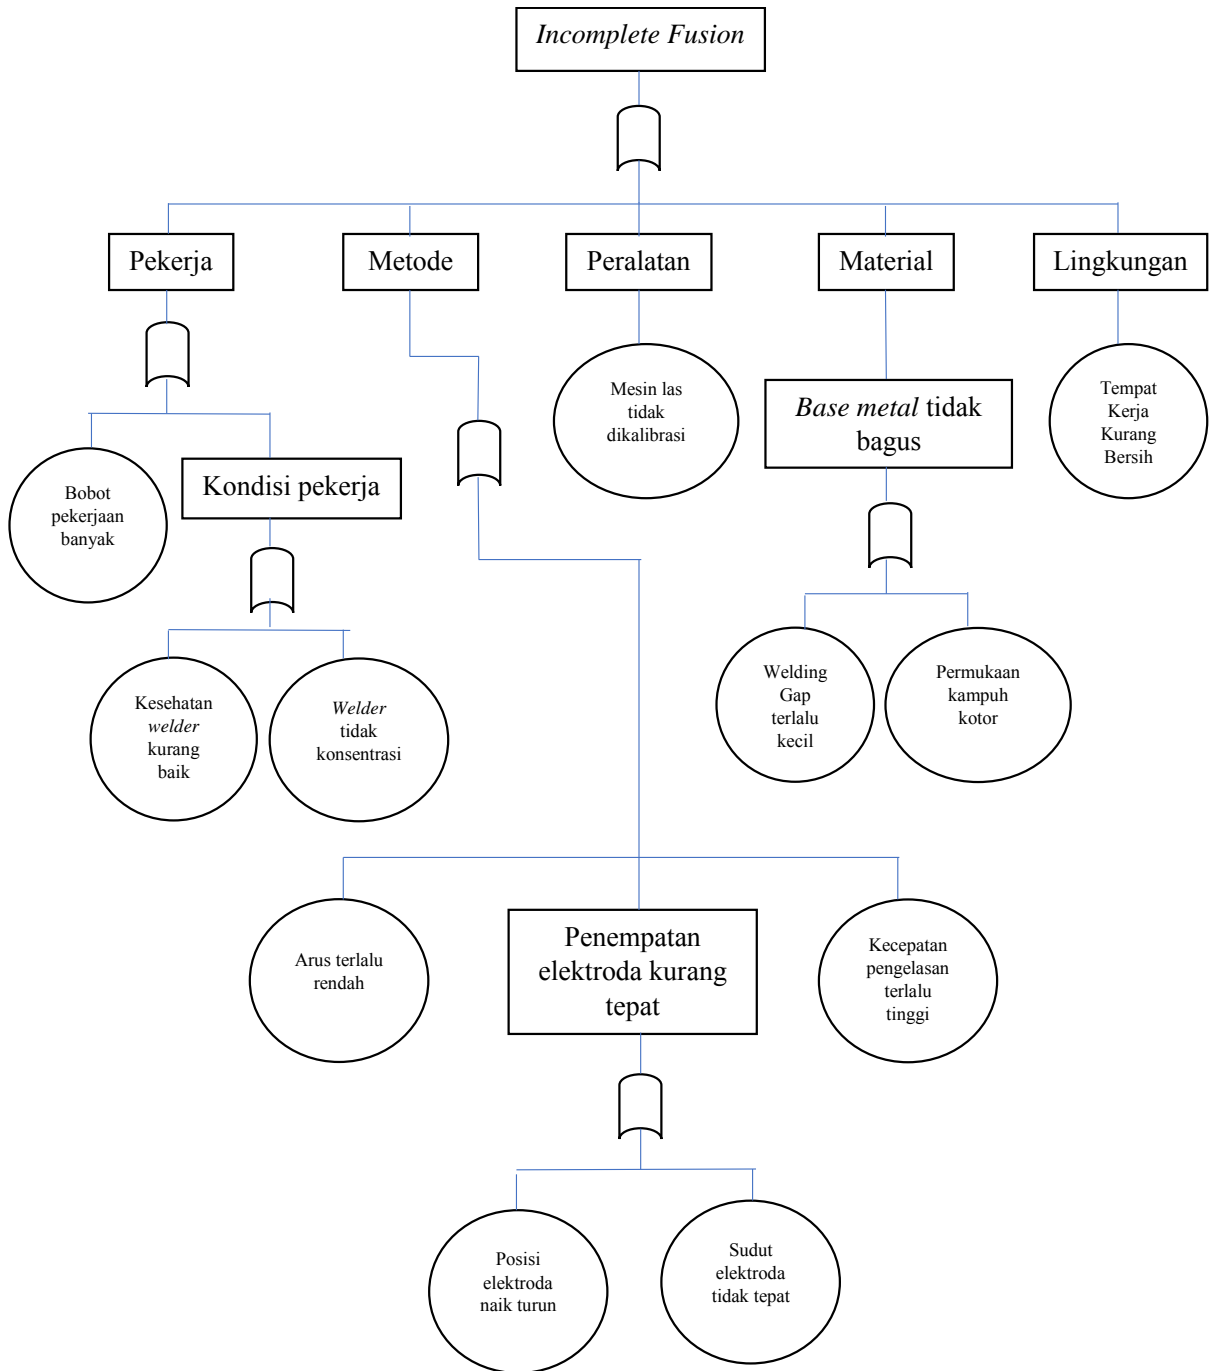 Incomplete Fusion
Pekerja
Metode
Peralatan
Material
Lingkungan
Mesin las
tidak
dikalibrasi
Base metal tidak
bagus
Tempat
Kerja
Kurang
Bersih
Bobot
pekerjaan
banyak
Kondisi pekerja
Kesehatan
welder
kurang
baik
Welder
tidak
konsentrasi
Welding
Gap
terlalu
kecil
Permukaan
kampuh
kotor
Arus terlalu
rendah
Penempatan
elektroda kurang
tepat
Kecepatan
pengelasan
terlalu
tinggi
Posisi
elektroda
naik turun
Sudut
elektroda
tidak tepat